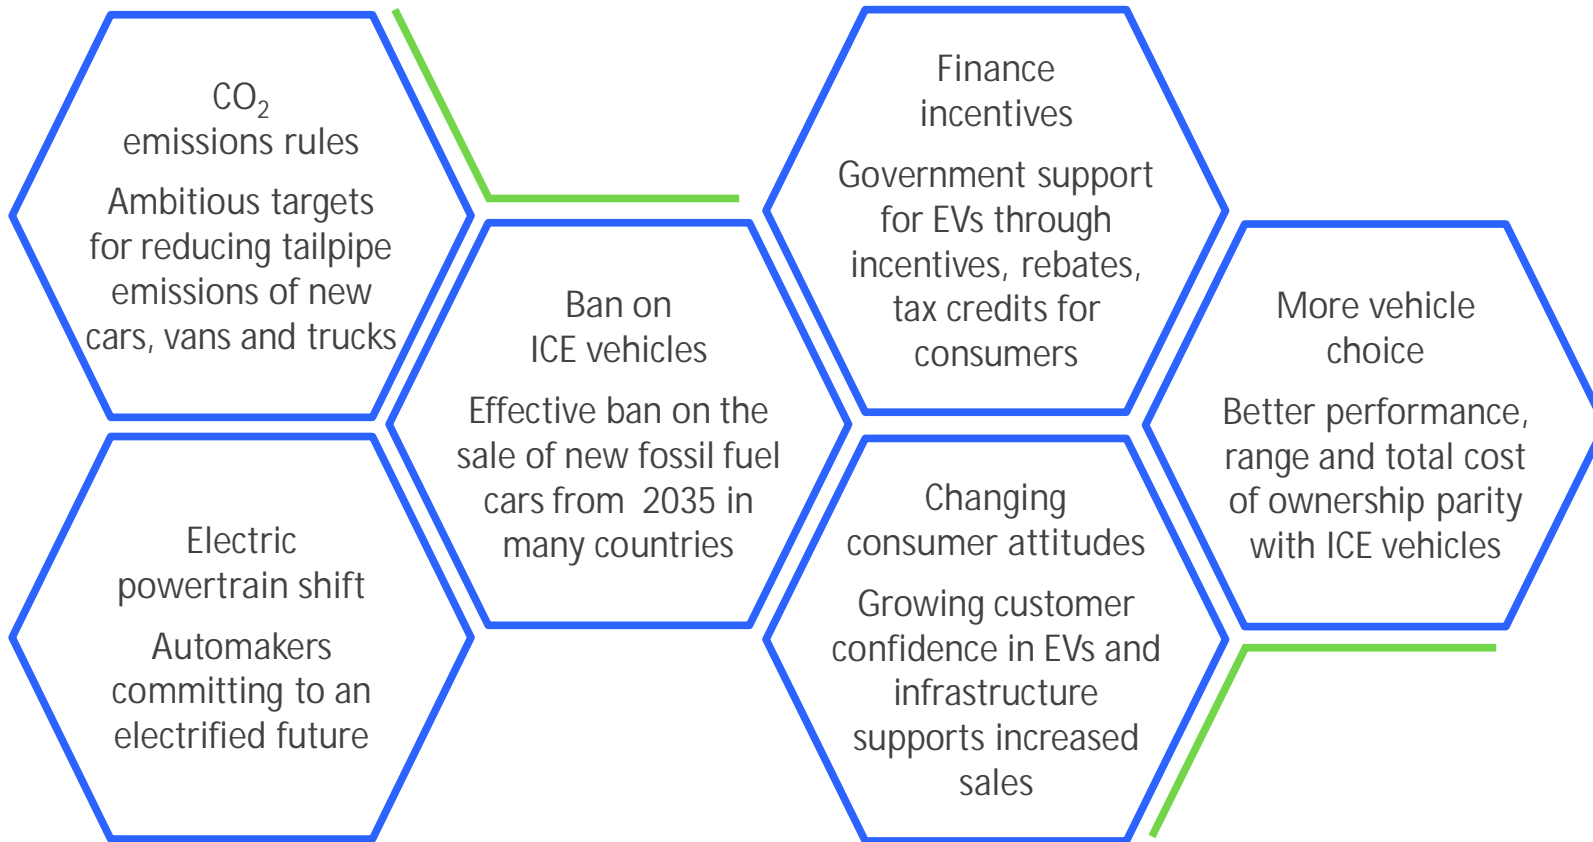 CO₂
emissions rules
Ambitious targets
for reducing tailpipe
emissions of new
cars, vans and trucks
Electric
powertrain shift
Automakers
committing to an
electrified future
Ban on
ICE vehicles
Effective ban on the
sale of new fossil fuel
cars from  2035 in
many countries
Finance
incentives
Government support
for EVs through
incentives, rebates,
tax credits for
consumers
Changing
consumer attitudes
Growing customer
confidence in EVs and
infrastructure
supports increased
sales
More vehicle
choice
Better performance,
range and total cost
of ownership parity
with ICE vehicles